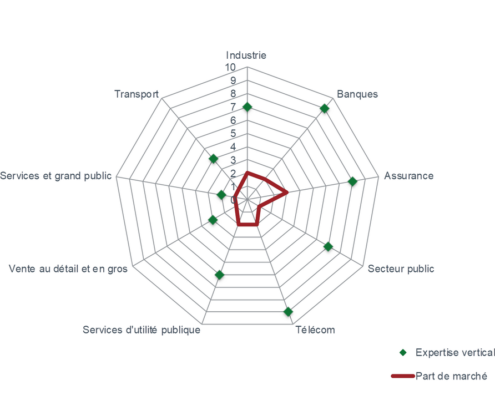 Industrie
10
9
8
7
6
5
4
3
2
1
0
Transport
Banques
Services et grand public
Assurance
Vente au détail et en gros
Secteur public
Services d'utilité publique
Télécom
Expertise vertical
Part de marché